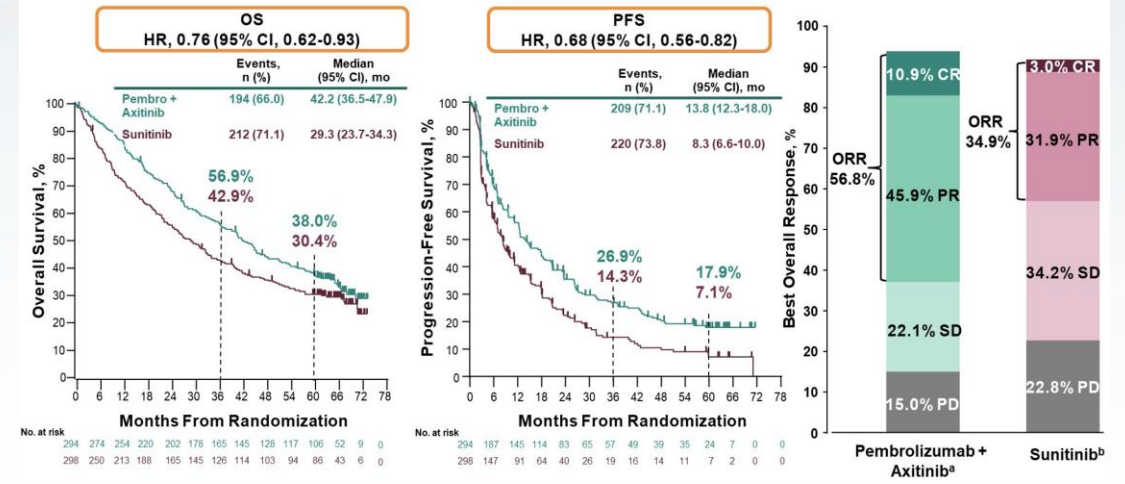 OS
HR, 0.76 (95% CI, 0.62-0.93)
Events, n (%)
Median (95% CI), mo
Pembro + Axitinib 194 (66.0) 42.2 (36.5-47.9)
Sunitinib 212 (71.1) 29.3 (23.7-34.3)
Overall Survival, %
100
90
80
70
60
50
40
30
20
10
0
56.9%
42.9%
38.0%
30.4%
0 6 12 18 24 30 36 42 48 54 60 66 72 78
Months From Randomization
No. at risk
294 274 254 220 202 178 165 145 128 117 106 52 9 0
298 250 213 188 165 145 126 114 103 94 86 43 6 0
PFS
HR, 0.68 (95% CI, 0.56-0.82)
Events, n (%)
Median (95% CI), mo
Pembro + Axitinib 209 (71.1) 13.8 (12.3-18.0)
Sunitinib 220 (73.8) 8.3 (6.6-10.0)
Progression-Free Survival, %
100
90
80
70
60
50
40
30
20
10
0
26.9%
14.3%
17.9%
7.1%
0 6 12 18 24 30 36 42 48 54 60 66 72 78
Months From Randomization
No. at risk
294 187 145 114 83 65 57 49 39 35 24 7 0 0
298 147 91 64 40 26 19 16 14 11 7 2 0 0
Best Overall Response, %
100
90
80
70
60
50
40
30
20
10
0
ORR
56.8%
10.9% CR
45.9% PR
22.1% SD
15.0% PD
ORR
34.9%
3.0% CR
31.9% PR
34.2% SD
22.8% PD
Pembrolizumab +
Axitinibᵃ
Sunitinibᵇ